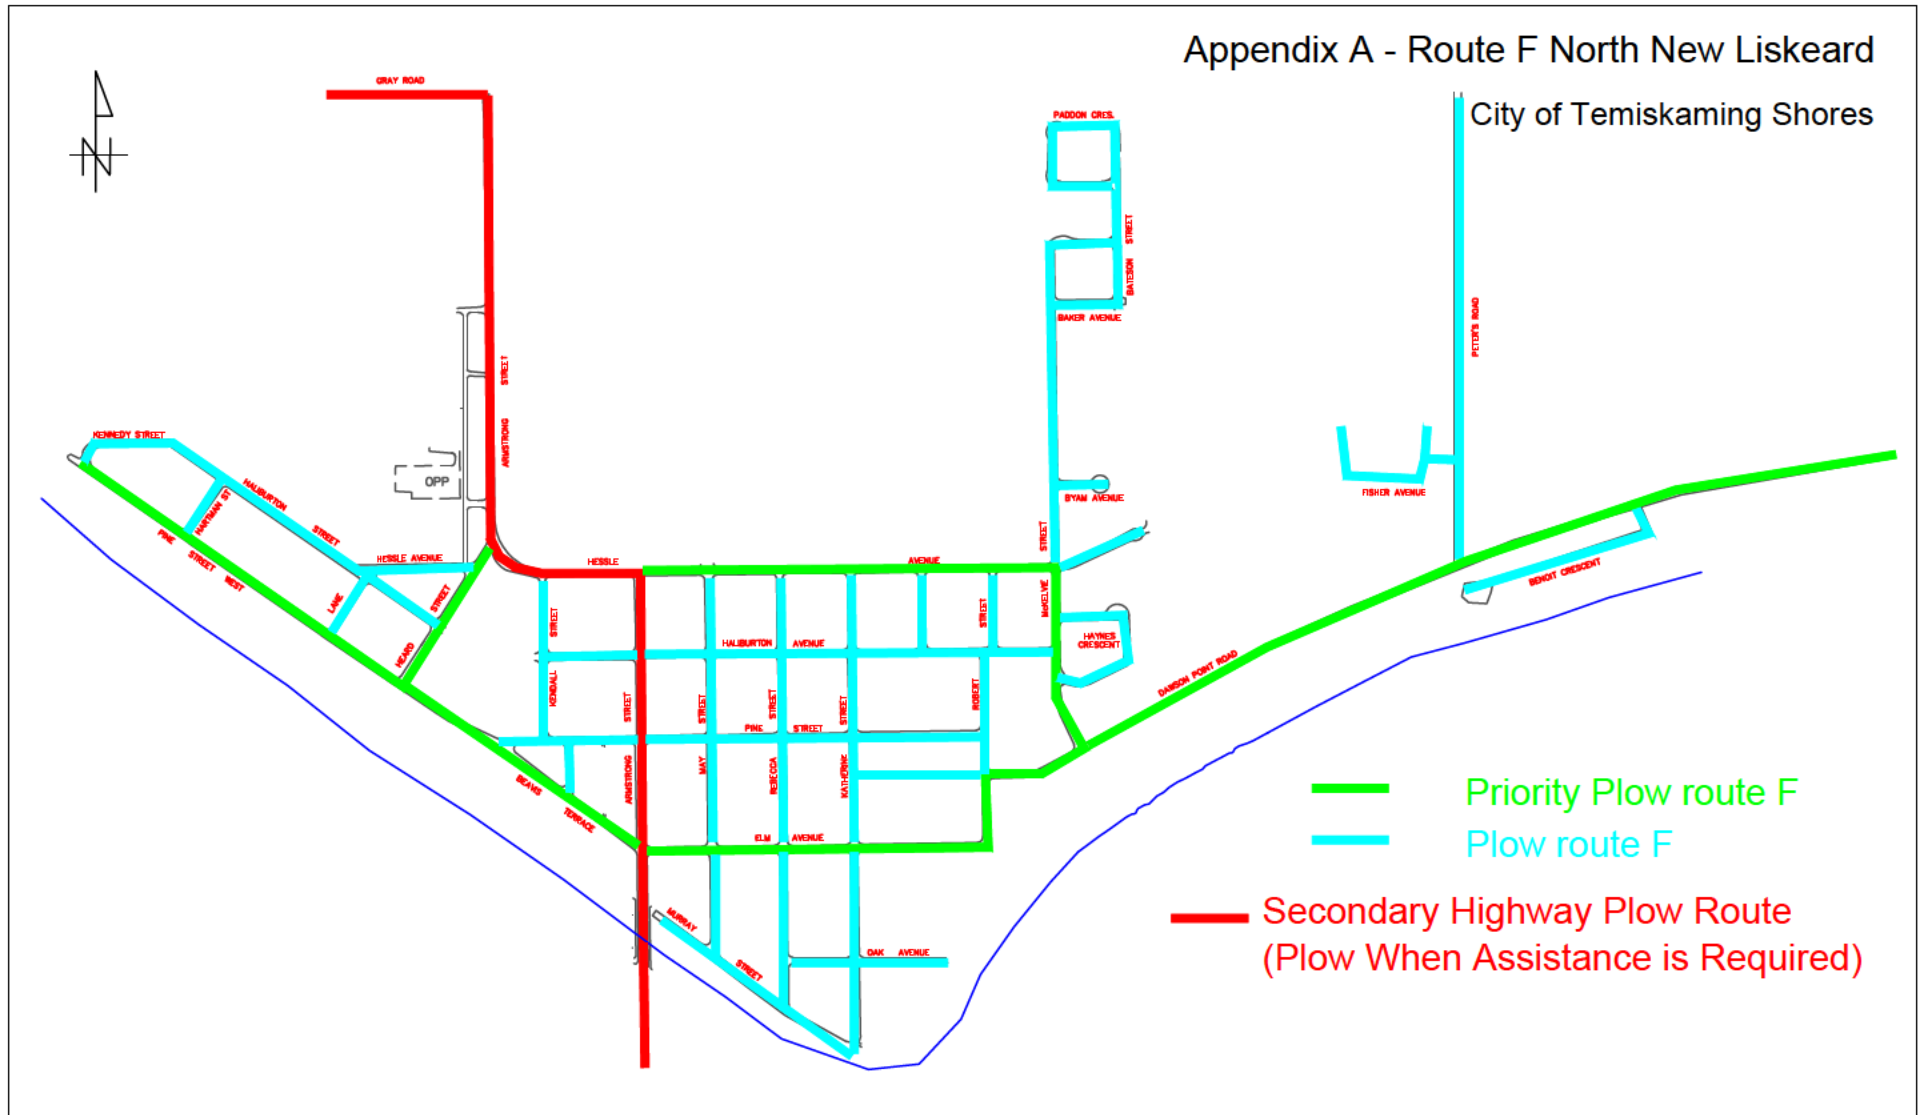 Appendix A - Route F North New Liskeard
City of Temiskaming Shores
N
GRAY ROAD
PADDON CRES.
BATESON STREET
BAKER AVENUE
PETER'S ROAD
ARMSTRONG STREET
KENNEDY STREET
OPP
HALIBURTON STREET
HARTMAN ST
PINE STREET WEST
HESSLE AVENUE
LANE
HEARD STREET
BYAM AVENUE
FISHER AVENUE
HESSLE AVENUE
McKELVIE STREET
BENOIT CRESCENT
KENDALL STREET
HALIBURTON AVENUE
STREET
HAYNES
CRESCENT
DAWSON POINT ROAD
ROBERT
ARMSTRONG STREET
MAY STREET
REBECCA STREET
KATHERINE STREET
PINE STREET
BEAVIS TERRACE
ELM AVENUE
MURRAY STREET
OAK AVENUE
Priority Plow route F
Plow route F
Secondary Highway Plow Route
(Plow When Assistance is Required)